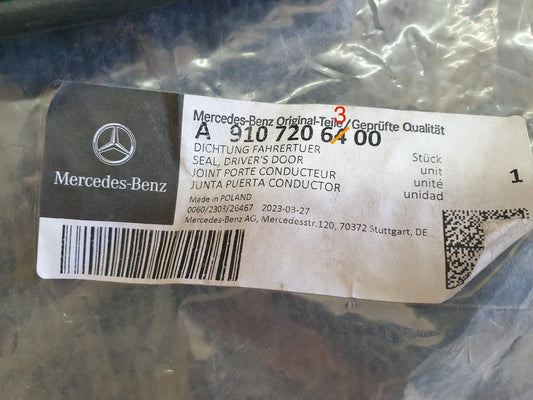 Mercedes-Benz Original-Teile/Geprüfte Qualität
3
A 910 720 64 00
DICHTUNG FAHRERTUER
SEAL, DRIVER'S DOOR
JOINT PORTE CONDUCTEUR
JUNTA PUERTA CONDUCTOR
Stück
unit
unité
unidad
1
Made in POLAND
0060/2303/26467 2023-03-27
Mercedes-Benz AG, Mercedesstr.120, 70372 Stuttgart, DE
Mercedes-Benz